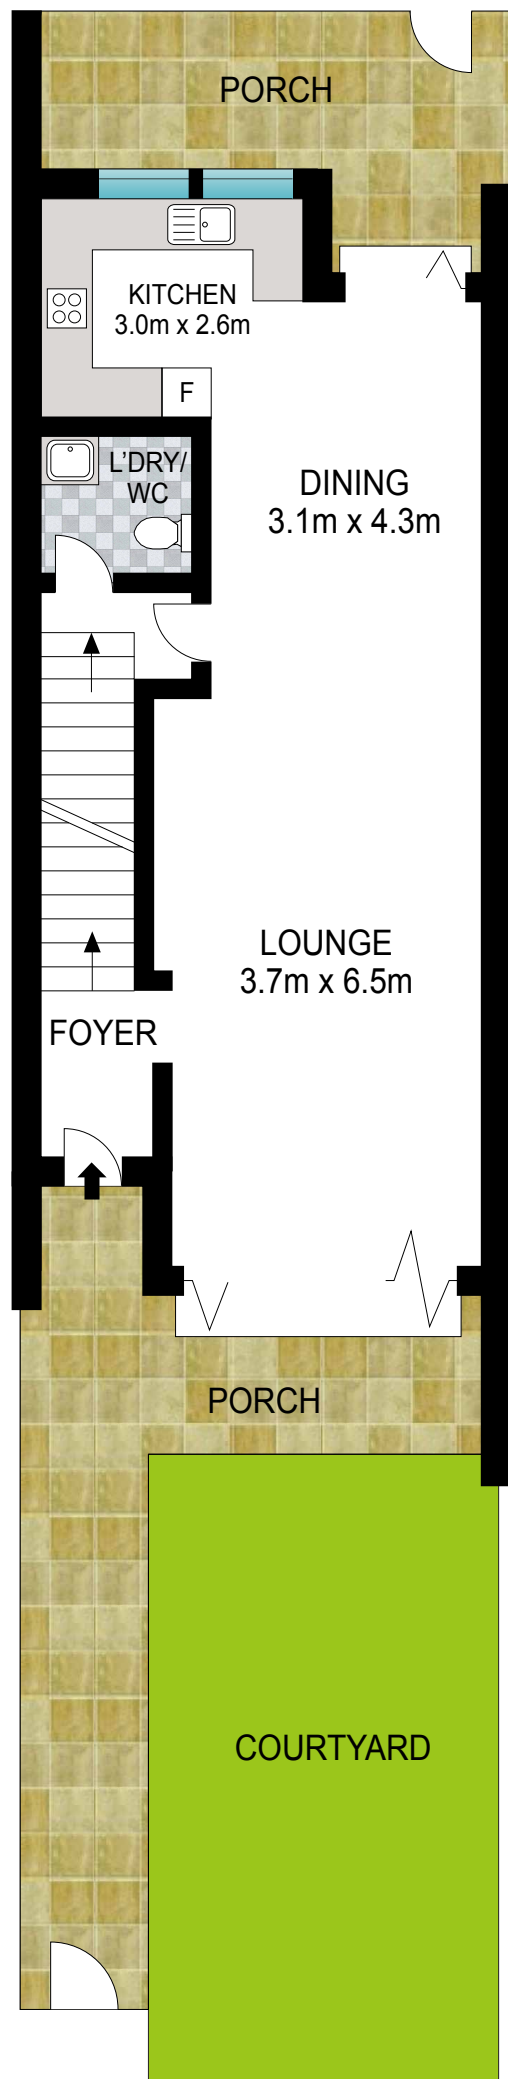 PORCH
KITCHEN
3.0m x 2.6m
F
L'DRY/
WC
DINING
3.1m x 4.3m
LOUNGE
3.7m x 6.5m
FOYER
PORCH
COURTYARD